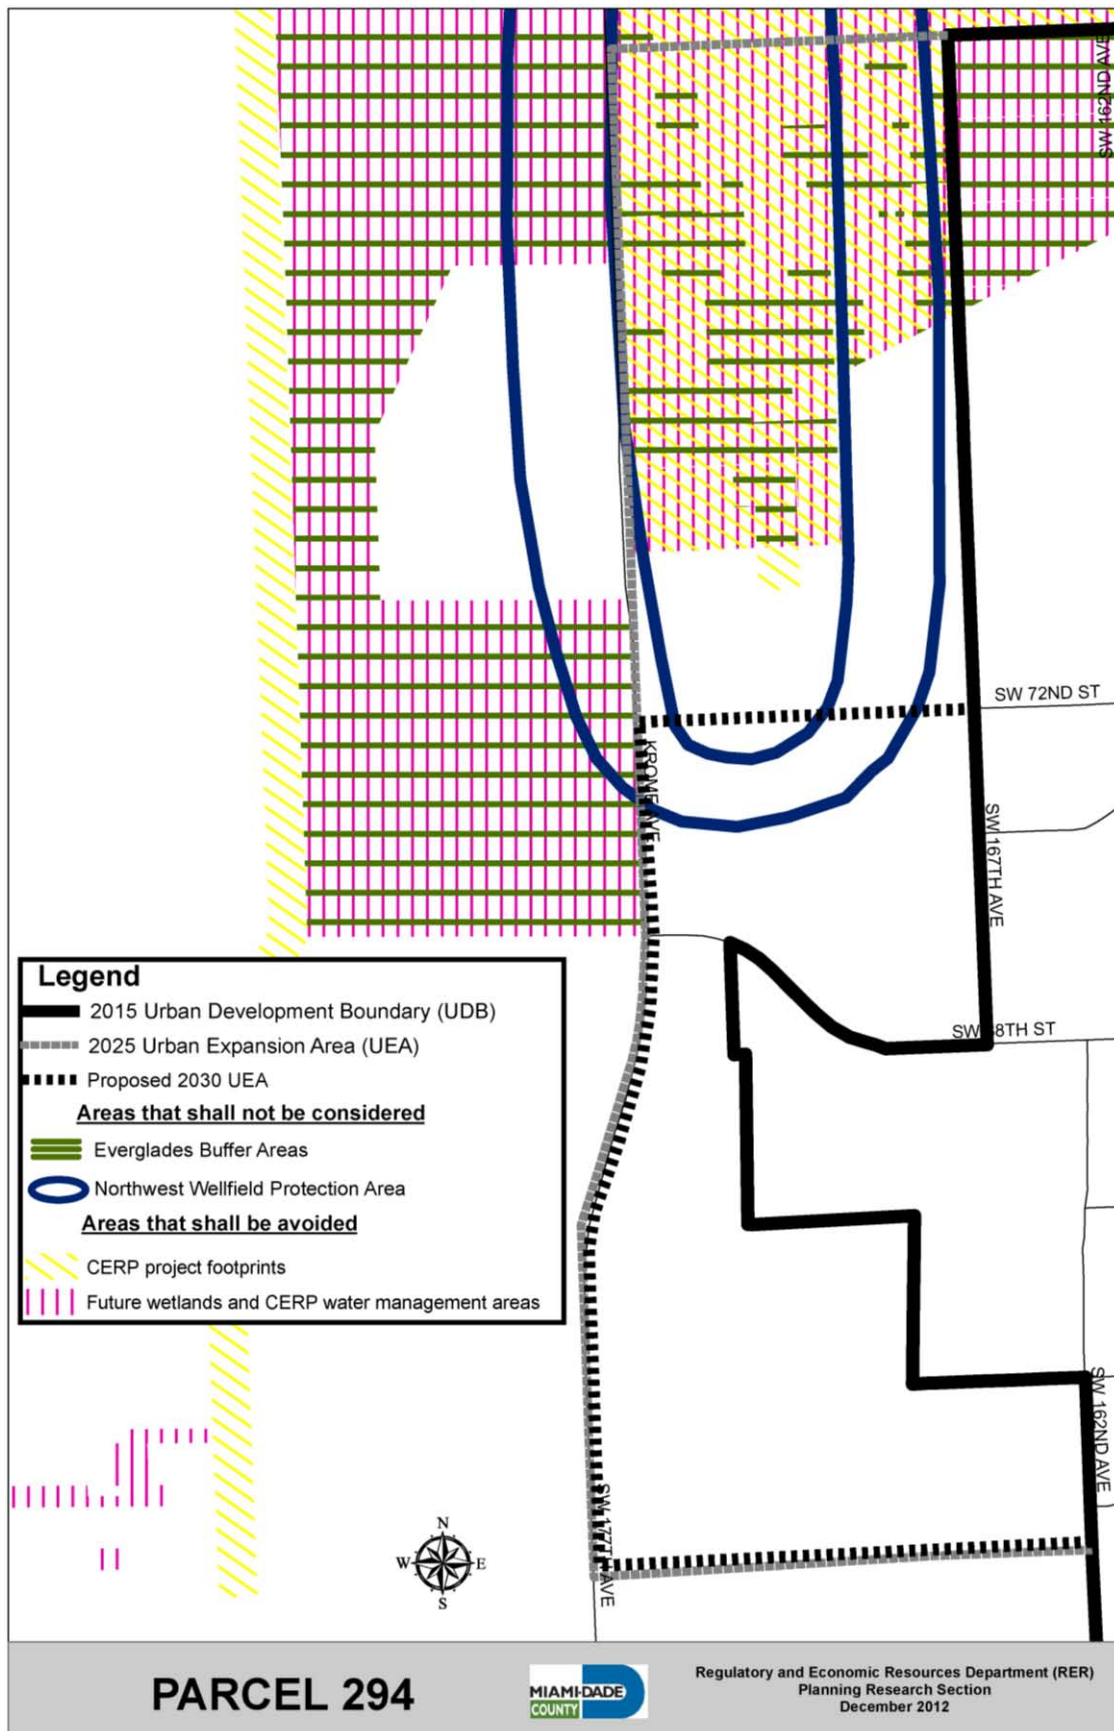 SW 162ND AVE
SW 72ND ST
KROME AVE
SW 167TH AVE
SW 88TH ST
Legend
2015 Urban Development Boundary (UDB)
2025 Urban Expansion Area (UEA)
Proposed 2030 UEA
Areas that shall not be considered
Everglades Buffer Areas
Northwest Wellfield Protection Area
Areas that shall be avoided
CERP project footprints
Future wetlands and CERP water management areas
SW 162ND AVE
SW 177TH AVE
N
W E
S
PARCEL 294
MIAMI-DADE
COUNTY
Regulatory and Economic Resources Department (RER)
Planning Research Section
December 2012